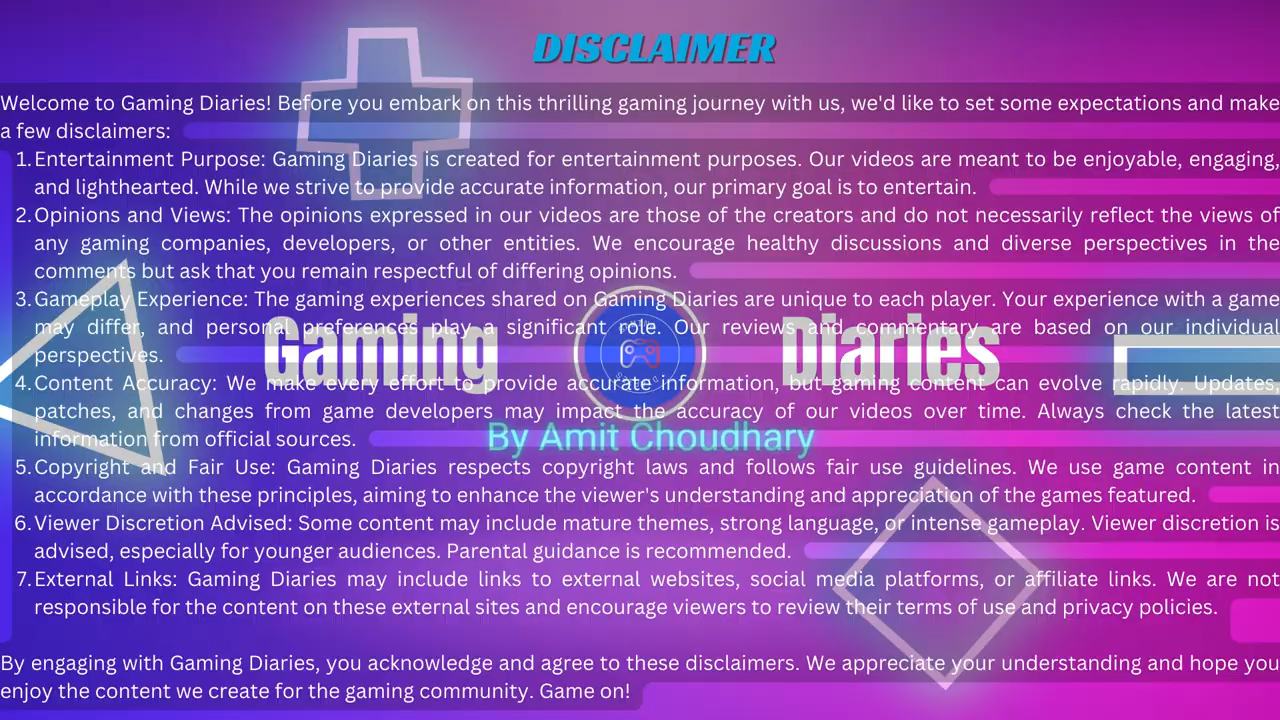 DISCLAIMER
Welcome to Gaming Diaries! Before you embark on this thrilling gaming journey with us, we'd like to set some expectations and make
a few disclaimers:
1. Entertainment Purpose: Gaming Diaries is created for entertainment purposes. Our videos are meant to be enjoyable, engaging,
and lighthearted. While we strive to provide accurate information, our primary goal is to entertain.
2. Opinions and Views: The opinions expressed in our videos are those of the creators and do not necessarily reflect the views of
any gaming companies, developers, or other entities. We encourage healthy discussions and diverse perspectives in the
comments but ask that you remain respectful of differing opinions.
3. Gameplay Experience: The gaming experiences shared on Gaming Diaries are unique to each player. Your experience with a game
may differ, and personal preferences play a significant role. Our reviews and commentary are based on our individual
perspectives.
Gaming Diaries
4. Content Accuracy: We make every effort to provide accurate information, but gaming content can evolve rapidly. Updates,
patches, and changes from game developers may impact the accuracy of our videos over time. Always check the latest
information from official sources.
By Amit Choudhary
5. Copyright and Fair Use: Gaming Diaries respects copyright laws and follows fair use guidelines. We use game content in
accordance with these principles, aiming to enhance the viewer's understanding and appreciation of the games featured.
6. Viewer Discretion Advised: Some content may include mature themes, strong language, or intense gameplay. Viewer discretion is
advised, especially for younger audiences. Parental guidance is recommended.
7. External Links: Gaming Diaries may include links to external websites, social media platforms, or affiliate links. We are not
responsible for the content on these external sites and encourage viewers to review their terms of use and privacy policies.
By engaging with Gaming Diaries, you acknowledge and agree to these disclaimers. We appreciate your understanding and hope you
enjoy the content we create for the gaming community. Game on!